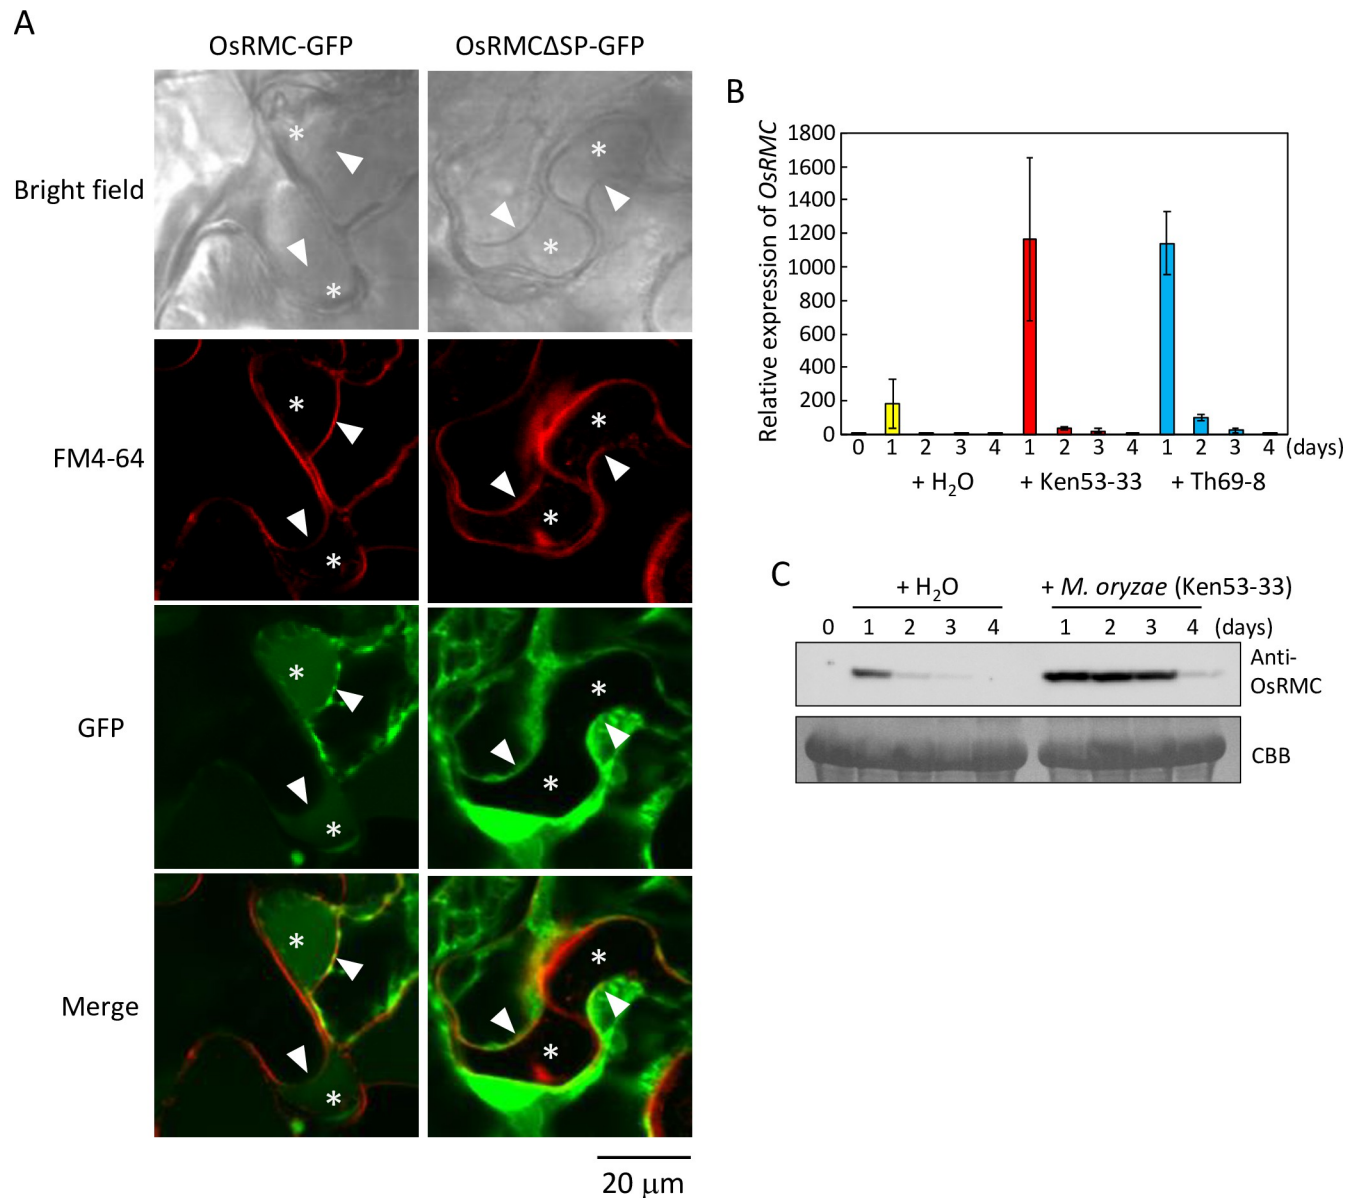 A
OsRMC-GFP
OsRMCΔSP-GFP
Bright field
*
*
*
*
FM4-64
*
*
*
*
GFP
*
*
*
*
Merge
*
*
*
*
20 μm
B
Relative expression of OsRMC
1800
1600
1400
1200
1000
800
600
400
200
0
0 1 2 3 4 1 2 3 4 1 2 3 4 (days)
+ H₂O + Ken53-33 + Th69-8
C
+ H₂O + M. oryzae (Ken53-33)
0 1 2 3 4 1 2 3 4 (days)
Anti-
OsRMC
CBB